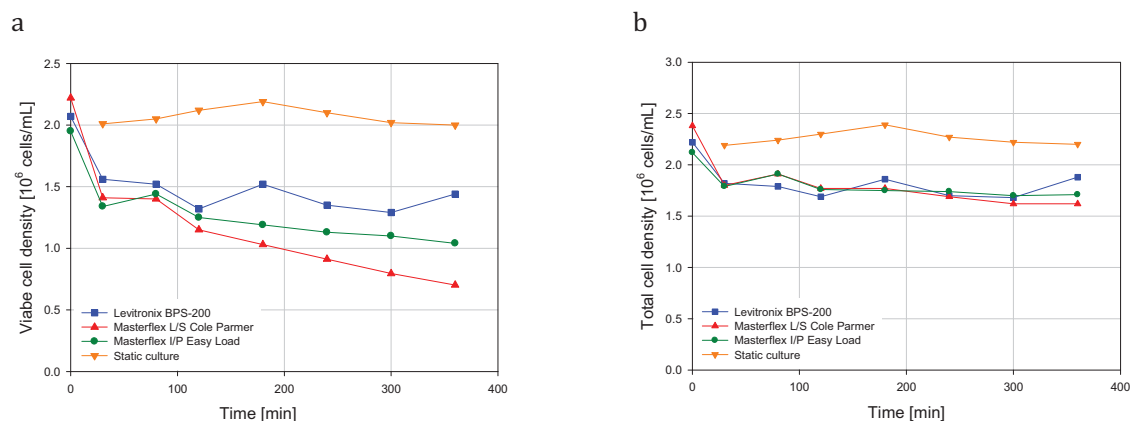 a
b
2.5
2.0
1.5
1.0
0.5
0.0
Viabe cell density [10⁶ cells/mL]
Levitronix BPS-200
Masterflex L/S Cole Parmer
Masterflex I/P Easy Load
Static culture
0
100
200
300
400
Time [min]
3.0
2.5
2.0
1.5
1.0
0.5
0.0
Total cell density [10⁶ cells/mL]
Levitronix BPS-200
Masterflex L/S Cole Parmer
Masterflex I/P Easy Load
Static culture
0
100
200
300
400
Time [min]